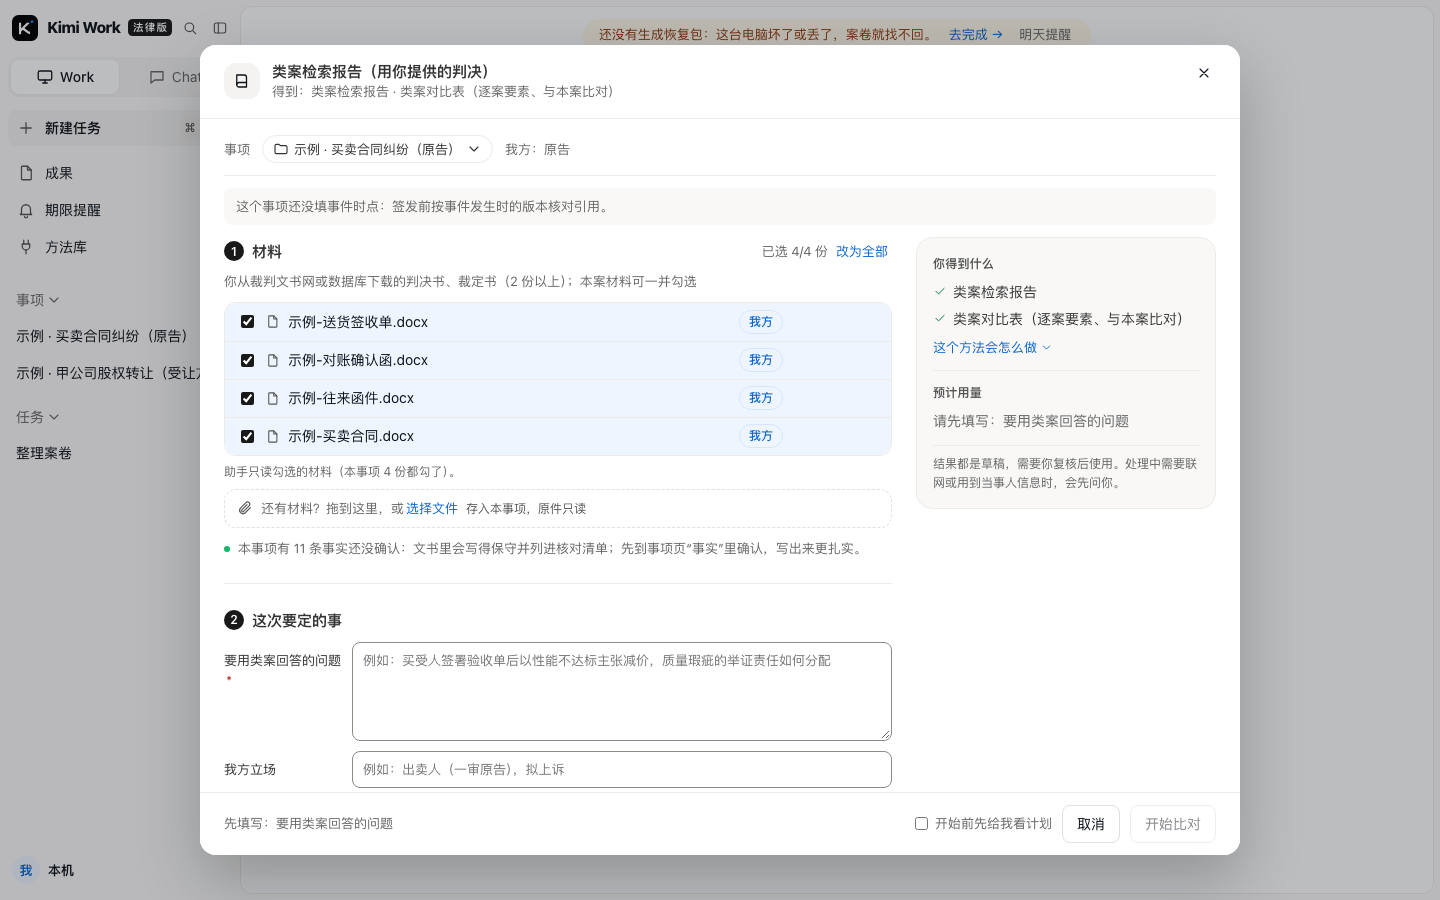 Kimi Work 法律版
还没有生成恢复包：这台电脑坏了或丢了，案卷就找不回。 去完成 → 明天提醒
Work
Chat
新建任务 ⌘
成果
期限提醒
方法库
事项
示例 · 买卖合同纠纷（原告）
示例 · 甲公司股权转让（受让
任务
整理案卷
我 本机
类案检索报告（用你提供的判决）
得到：类案检索报告 · 类案对比表（逐案要素、与本案比对）
事项 示例 · 买卖合同纠纷（原告） 我方：原告
这个事项还没填事件时点：签发前按事件发生时的版本核对引用。
1 材料 已选 4/4 份 改为全部
你从裁判文书网或数据库下载的判决书、裁定书（2 份以上）；本案材料可一并勾选
示例-送货签收单.docx 我方
示例-对账确认函.docx 我方
示例-往来函件.docx 我方
示例-买卖合同.docx 我方
助手只读勾选的材料（本事项 4 份都勾了）。
还有材料？拖到这里，或 选择文件 存入本事项，原件只读
本事项有 11 条事实还没确认：文书里会写得保守并列进核对清单；先到事项页“事实”里确认，写出来更扎实。
2 这次要定的事
要用类案回答的问题
*
例如：买受人签署验收单后以性能不达标主张减价，质量瑕疵的举证责任如何分配
我方立场
例如：出卖人（一审原告），拟上诉
你得到什么
类案检索报告
类案对比表（逐案要素、与本案比对）
这个方法会怎么做
预计用量
请先填写：要用类案回答的问题
结果都是草稿，需要你复核后使用。处理中需要联
网或用到当事人信息时，会先问你。
先填写：要用类案回答的问题
开始前先给我看计划 取消 开始比对